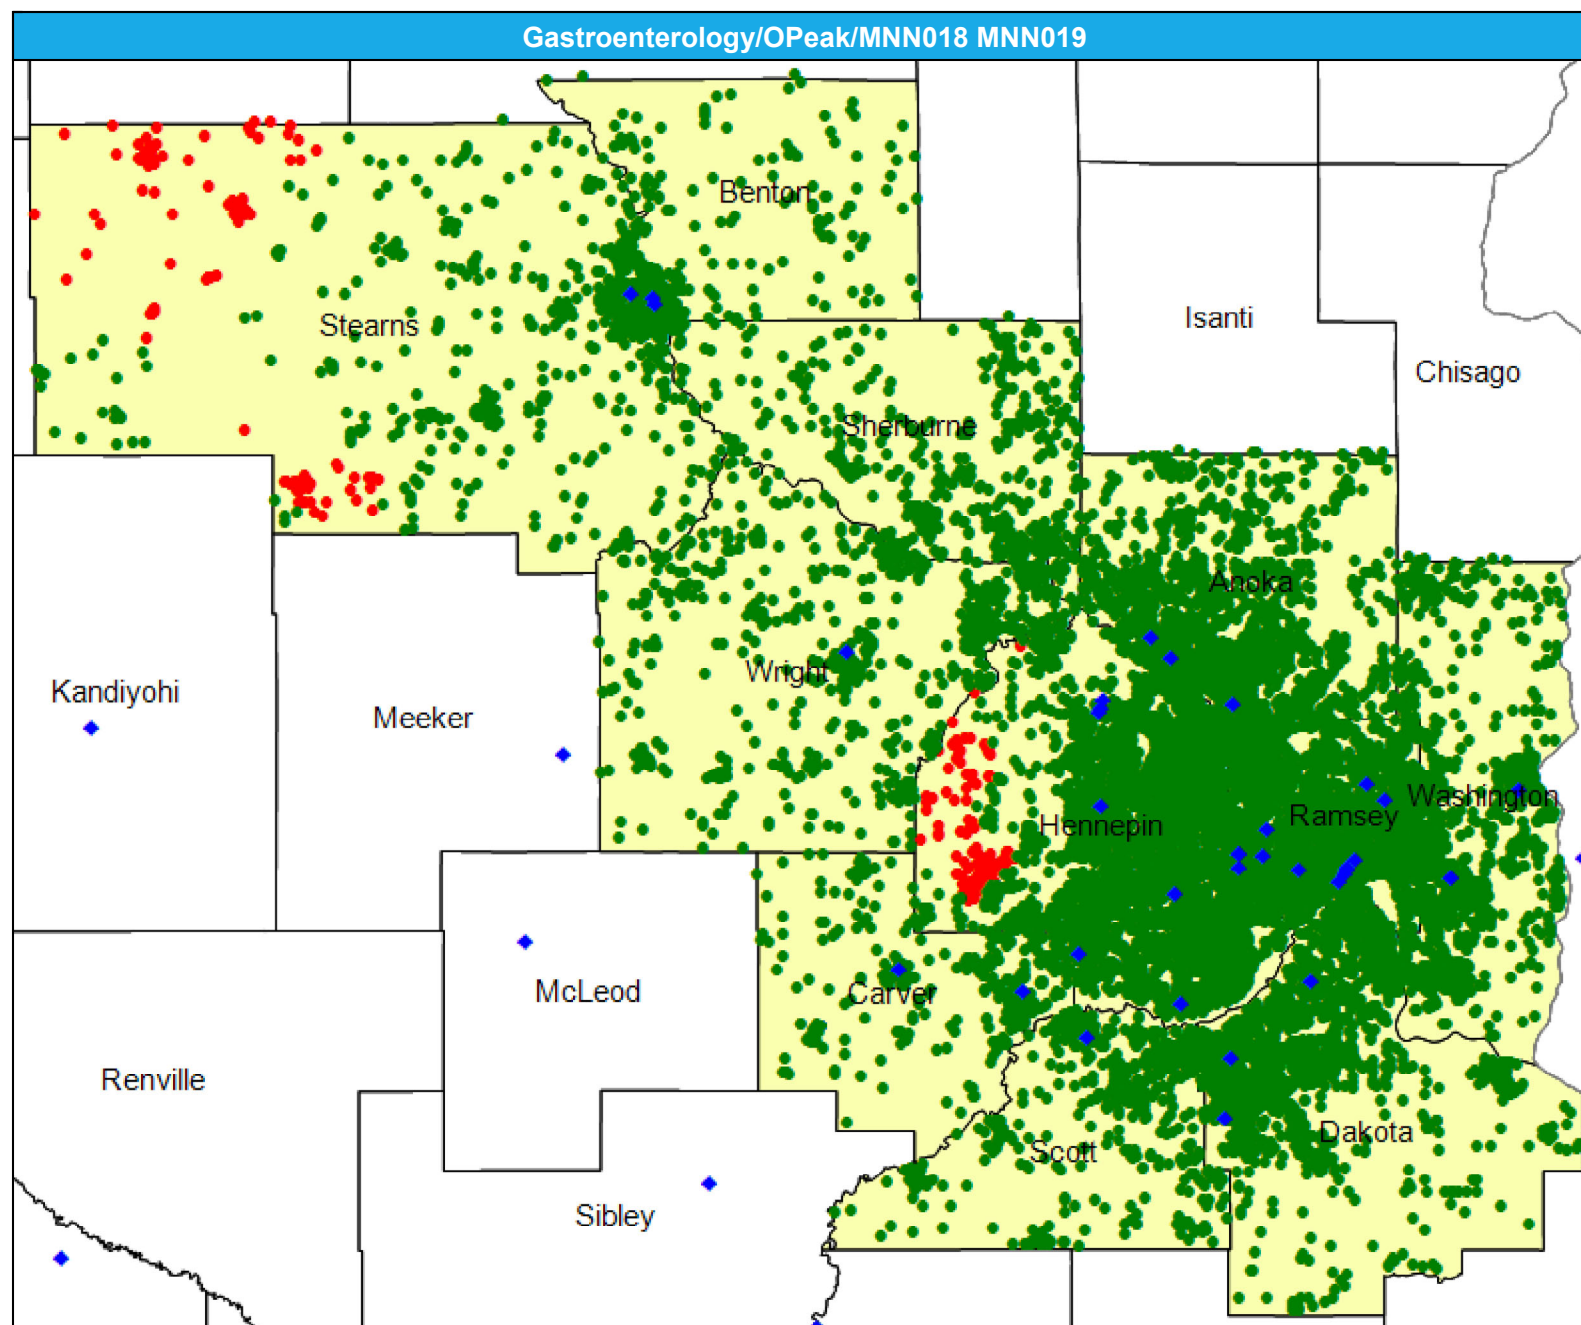 Gastroenterology/OPeak/MNN018 MNN019
Benton
Stearns
Isanti
Chisago
Sherburne
Anoka
Wright
Kandiyohi
Meeker
Hennepin
Ramsey
Washington
McLeod
Carver
Renville
Scott
Dakota
Sibley